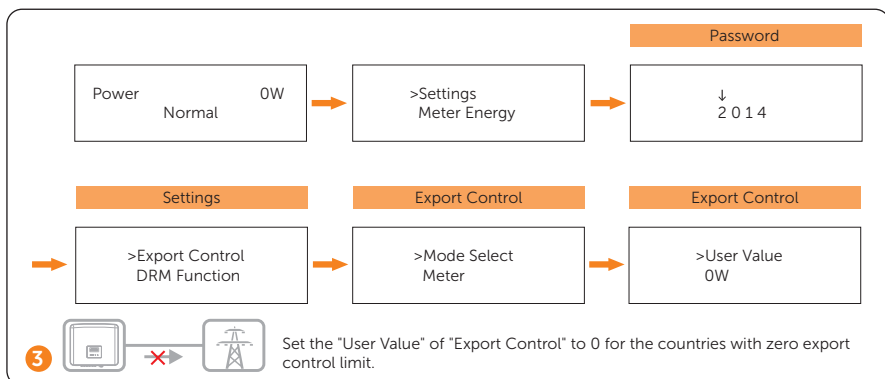 Password
Power 0W
Normal
>Settings
Meter Energy
↓
2 0 1 4
Settings
Export Control
Export Control
>Export Control
DRM Function
>Mode Select
Meter
>User Value
0W
3
Set the "User Value" of "Export Control" to 0 for the countries with zero export
control limit.